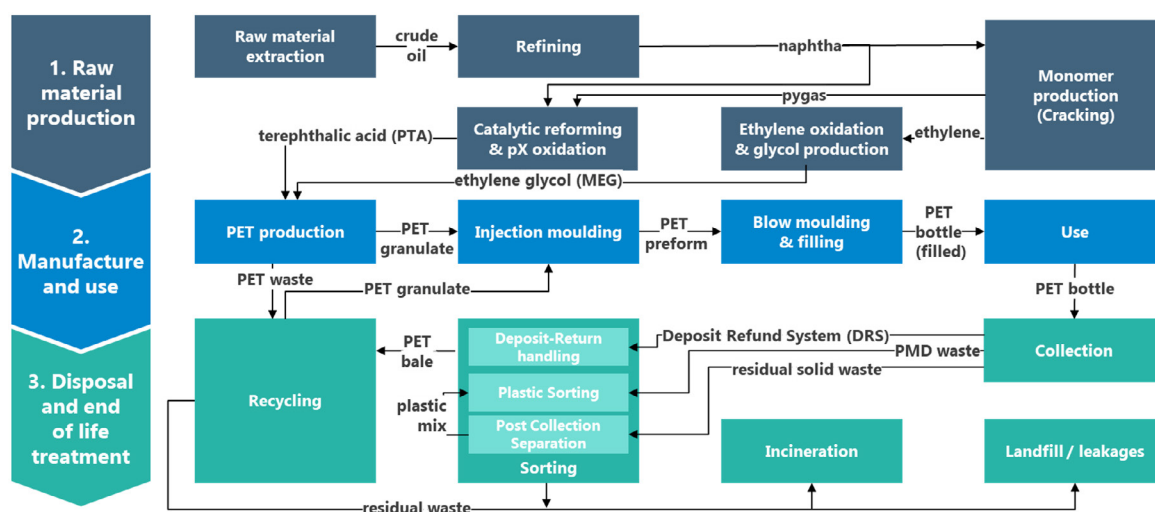 1. Raw
material
production
Raw material
extraction
crude
oil
Refining
naphtha
Monomer
production
(Cracking)
pygas
terephthalic acid (PTA)
Catalytic reforming
& pX oxidation
Ethylene oxidation
& glycol production
ethylene
ethylene glycol (MEG)
2.
Manufacture
and use
PET production
PET
granulate
Injection moulding
PET
preform
Blow moulding
& filling
PET
bottle
(filled)
Use
PET waste
PET granulate
PET bottle
3. Disposal
and end
of life
treatment
Recycling
PET
bale
Deposit-Return
handling
Deposit Refund System (DRS)
PMD waste
residual solid waste
Collection
plastic
mix
Plastic Sorting
Post Collection
Separation
Sorting
Incineration
Landfill / leakages
residual waste